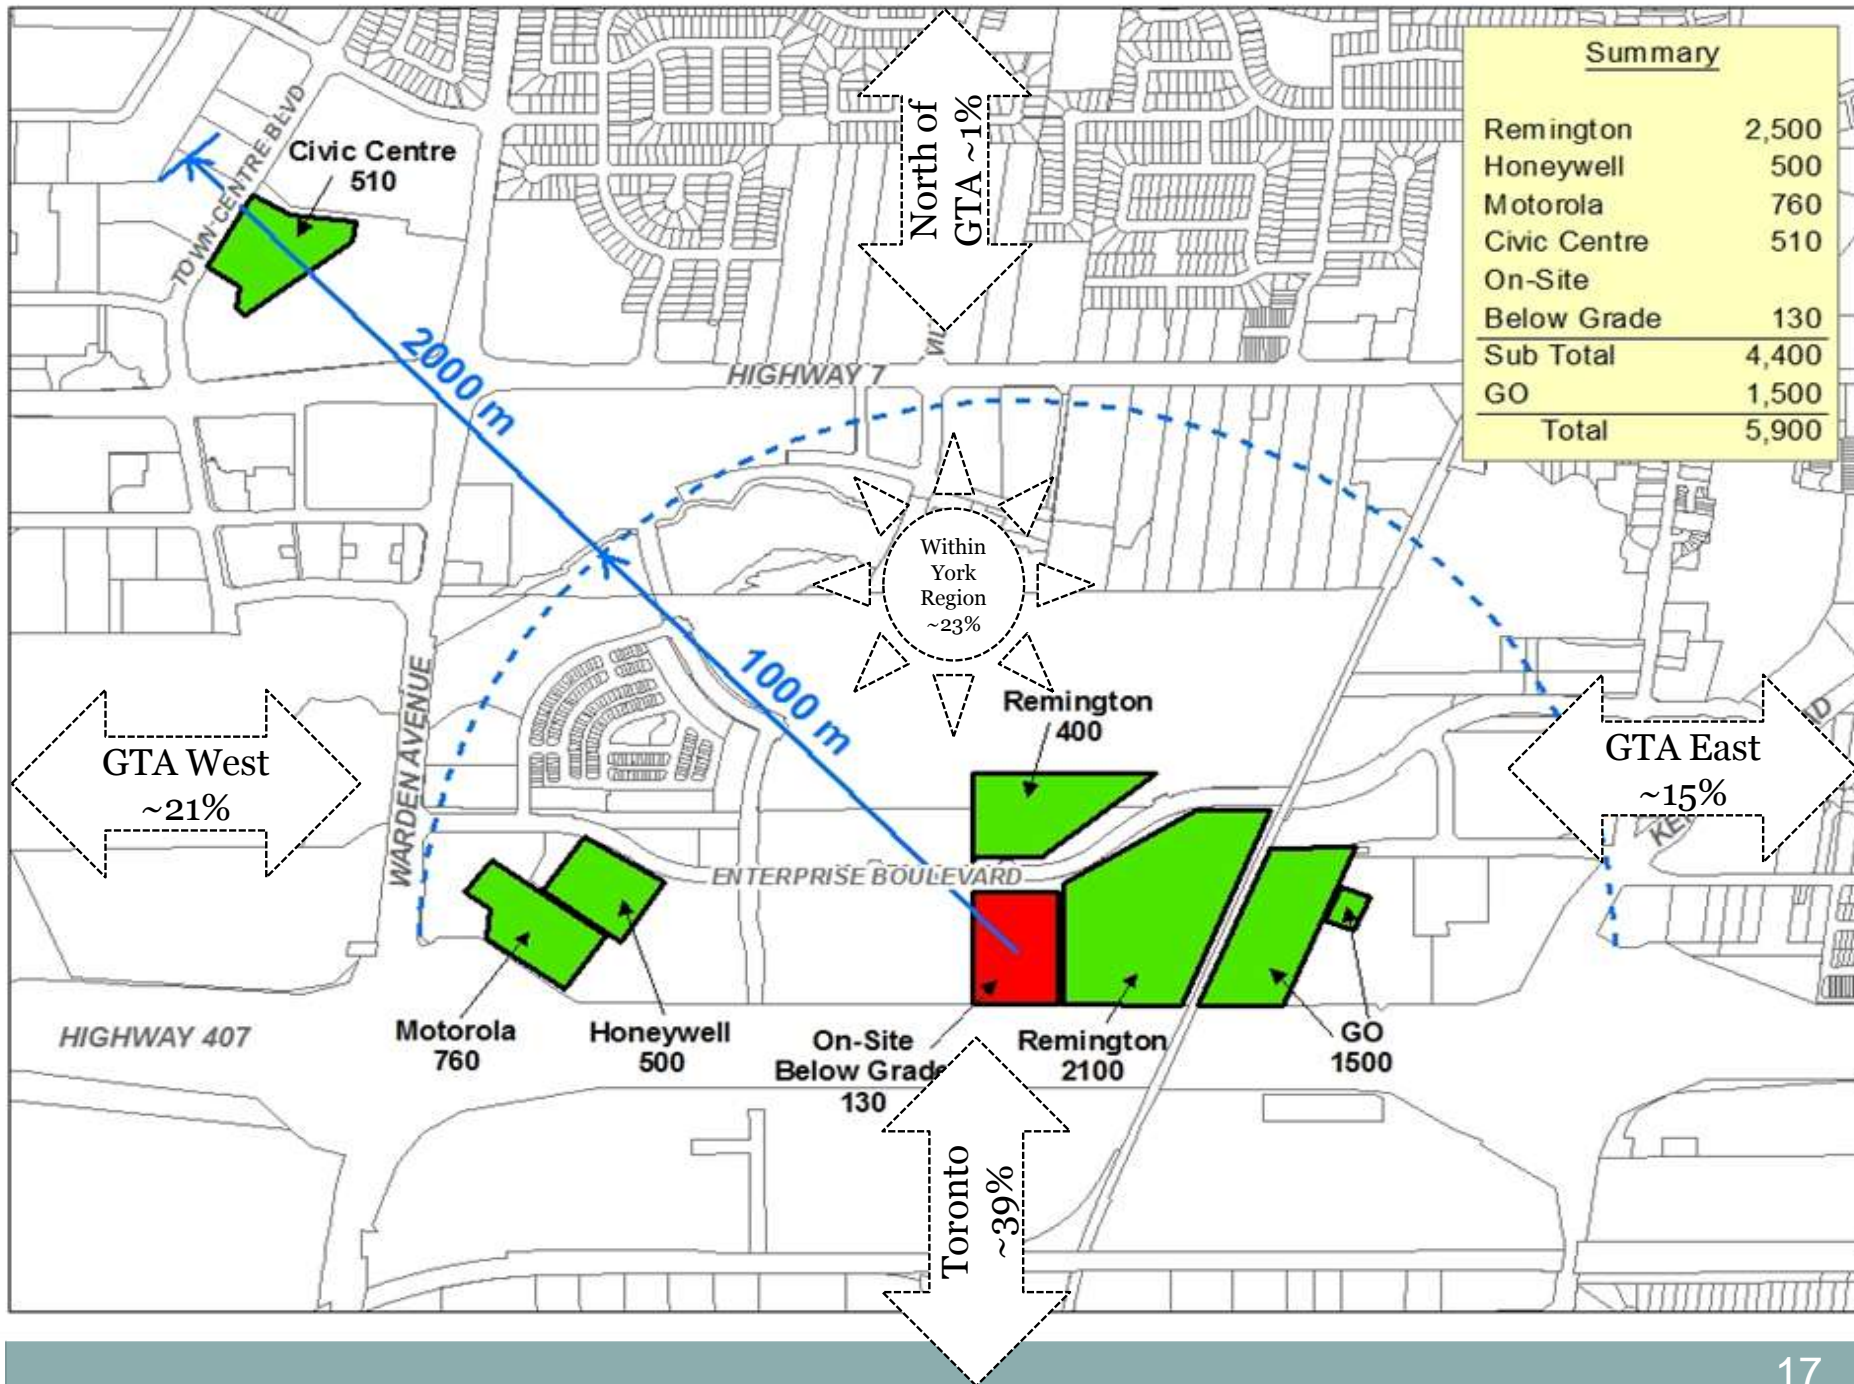 Summary
Remington 2,500
Honeywell 500
Motorola 760
Civic Centre 510
On-Site
Below Grade 130
Sub Total 4,400
GO 1,500
Total 5,900
North of
GTA ~1%
TOWN CENTRE BLVD
Civic Centre
510
2000 m
HIGHWAY 7
Within
York
Region
~23%
1000 m
WARDEN AVENUE
GTA West
~21%
Remington
400
GTA East
~15%
ENTERPRISE BOULEVARD
HIGHWAY 407
Motorola
760
Honeywell
500
On-Site
Below Grade
130
Remington
2100
GO
1500
Toronto
~39%
17